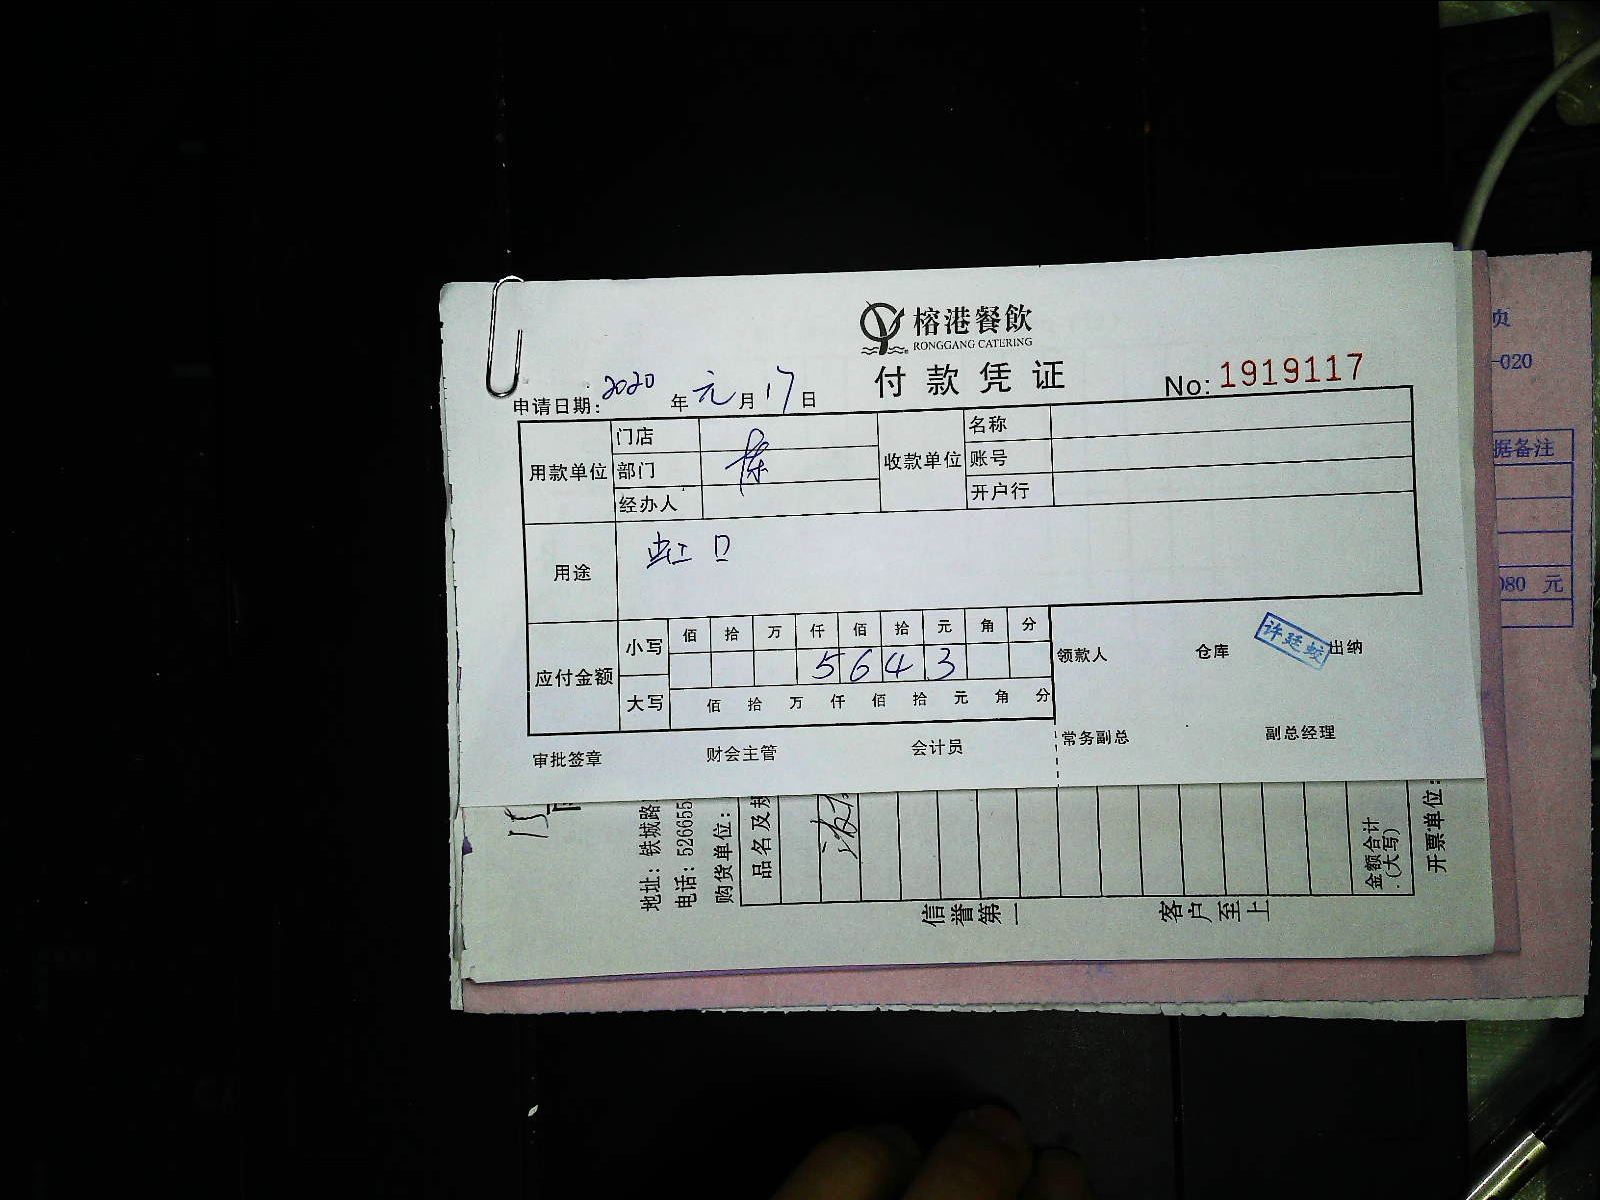 榕港餐飲
RONGGANG CATERING
付款凭证
No: 1919117
申请日期: 2020 年 元 月 17 日
用款单位 门店 收款单位 名称
部门 陈 账号
经办人 开户行
用途 虹口
应付金额 小写 佰 拾 万 仟 佰 拾 元 角 分
5 6 4 3
大写 佰 拾 万 仟 佰 拾 元 角 分
领款人 仓库 许廷蛟 出纳
审批签章 财会主管 会计员 常务副总 副总经理
页
-020
据备注
080 元
地址: 铁城路
电话: 526655
购货单位:
品名及规
金额合计
(大写)
开票单位:
信誉第一 客户至上